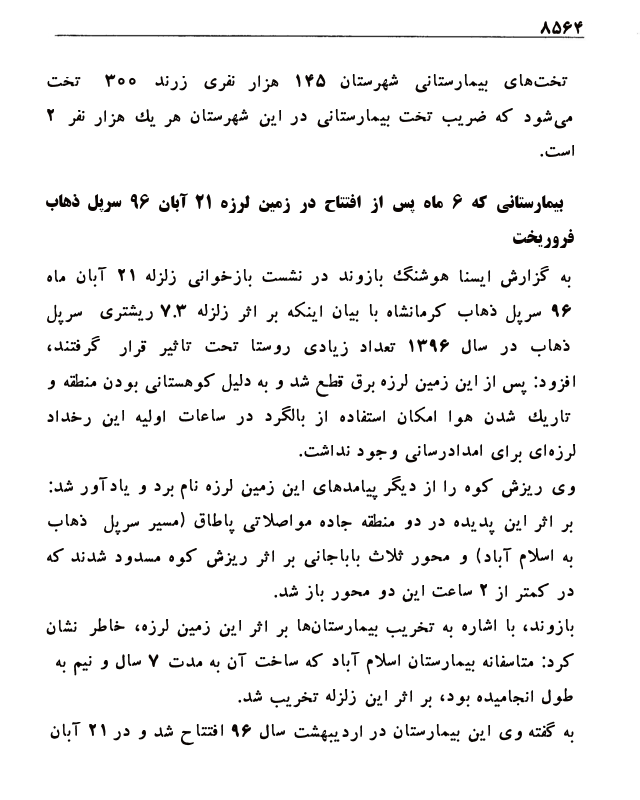 ۸۵۶۴
تخت‌های بیمارستانی شهرستان ۱۴۵ هزار نفری زرند ۳۰۰ تخت
می‌شود که ضریب تخت بیمارستانی در این شهرستان هر یك هزار نفر ۲
است.
بیمارستانی که ۶ ماه پس از افتتاح در زمین لرزه ۲۱ آبان ۹۶ سرپل ذهاب
فروریخت
به گزارش ایسنا هوشنگ بازوند در نشست بازخوانی زلزله ۲۱ آبان ماه
۹۶ سرپل ذهاب کرمانشاه با بیان اینکه بر اثر زلزله ۷.۳ ریشتری سرپل
ذهاب در سال ۱۳۹۶ تعداد زیادی روستا تحت تاثیر قرار گرفتند،
افزود: پس از این زمین لرزه برق قطع شد و به دلیل کوهستانی بودن منطقه و
تاریك شدن هوا امکان استفاده از بالگرد در ساعات اولیه این رخداد
لرزه‌ای برای امدادرسانی وجود نداشت.
وی ریزش کوه را از دیگر پیامدهای این زمین لرزه نام برد و یادآور شد:
بر اثر این پدیده در دو منطقه جاده مواصلاتی پاطاق (مسیر سرپل ذهاب
به اسلام آباد) و محور ثلاث باباجانی بر اثر ریزش کوه مسدود شدند که
در کمتر از ۲ ساعت این دو محور باز شد.
بازوند، با اشاره به تخریب بیمارستان‌ها بر اثر این زمین لرزه، خاطر نشان
کرد: متاسفانه بیمارستان اسلام آباد که ساخت آن به مدت ۷ سال و نیم به
طول انجامیده بود، بر اثر این زلزله تخریب شد.
به گفته وی این بیمارستان در اردیبهشت سال ۹۶ افتتاح شد و در ۲۱ آبان